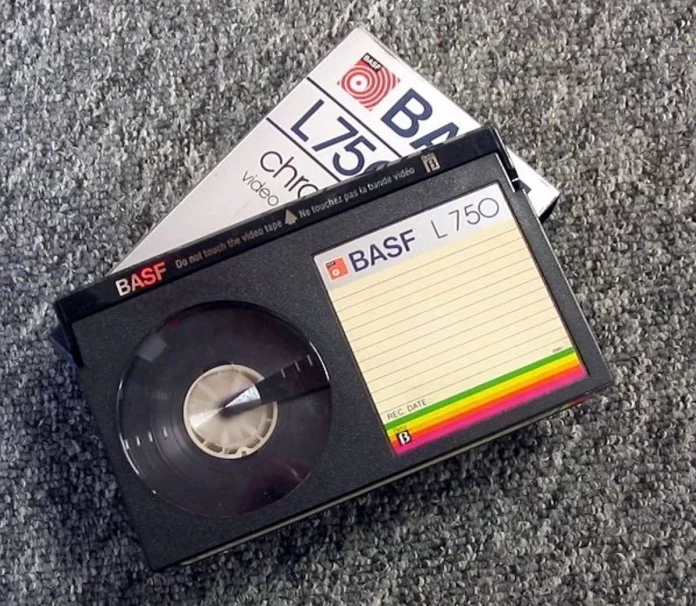 BASF
BA
L750
chro
video
BASF Do not touch the video tape Ne touchez pas la bande vidéo
BASF L 750
REC. DATE
B